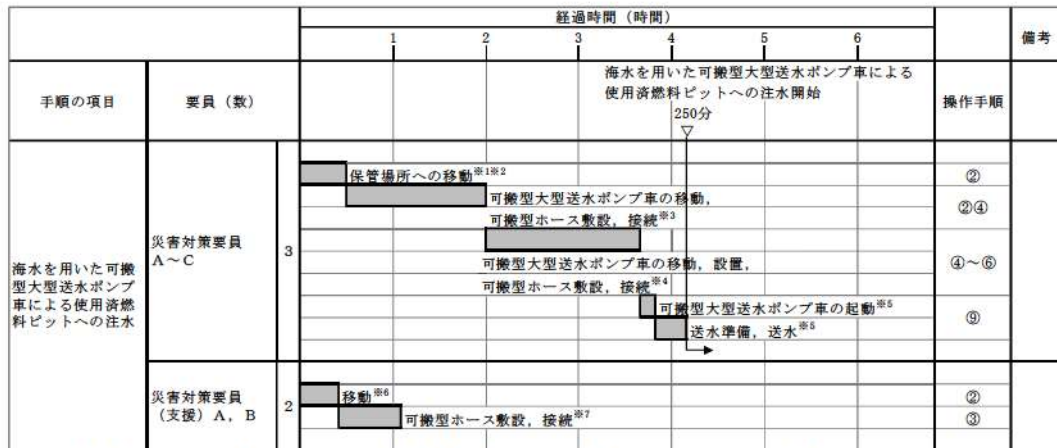 経過時間（時間）
1 2 3 4 5 6
備考
手順の項目
要員（数）
海水を用いた可搬型大型送水ポンプ車による
使用済燃料ピットへの注水開始
250分
▽
操作手順
海水を用いた可搬
型大型送水ポンプ
車による使用済燃
料ピットへの注水
災害対策要員
A～C
3
保管場所への移動※1※2
②
可搬型大型送水ポンプ車の移動，
可搬型ホース敷設，接続※3
②④
可搬型大型送水ポンプ車の移動，設置，
可搬型ホース敷設，接続※4
④～⑥
可搬型大型送水ポンプ車の起動※5
送水準備，送水※5
⑨
災害対策要員
（支援）A，B
2
移動※6
②
可搬型ホース敷設，接続※7
③